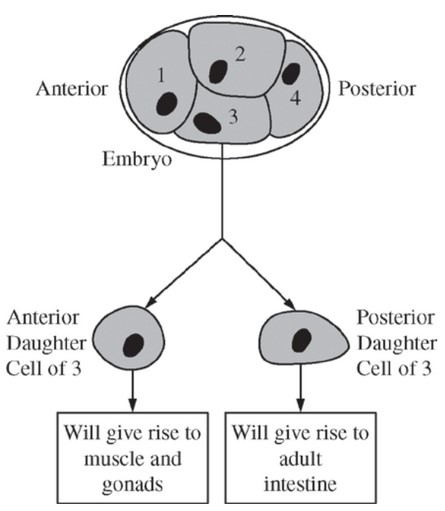 1
2
3
4
Anterior
Posterior
Embryo
Anterior
Daughter
Cell of 3
Posterior
Daughter
Cell of 3
Will give rise to
muscle and
gonads
Will give rise to
adult
intestine